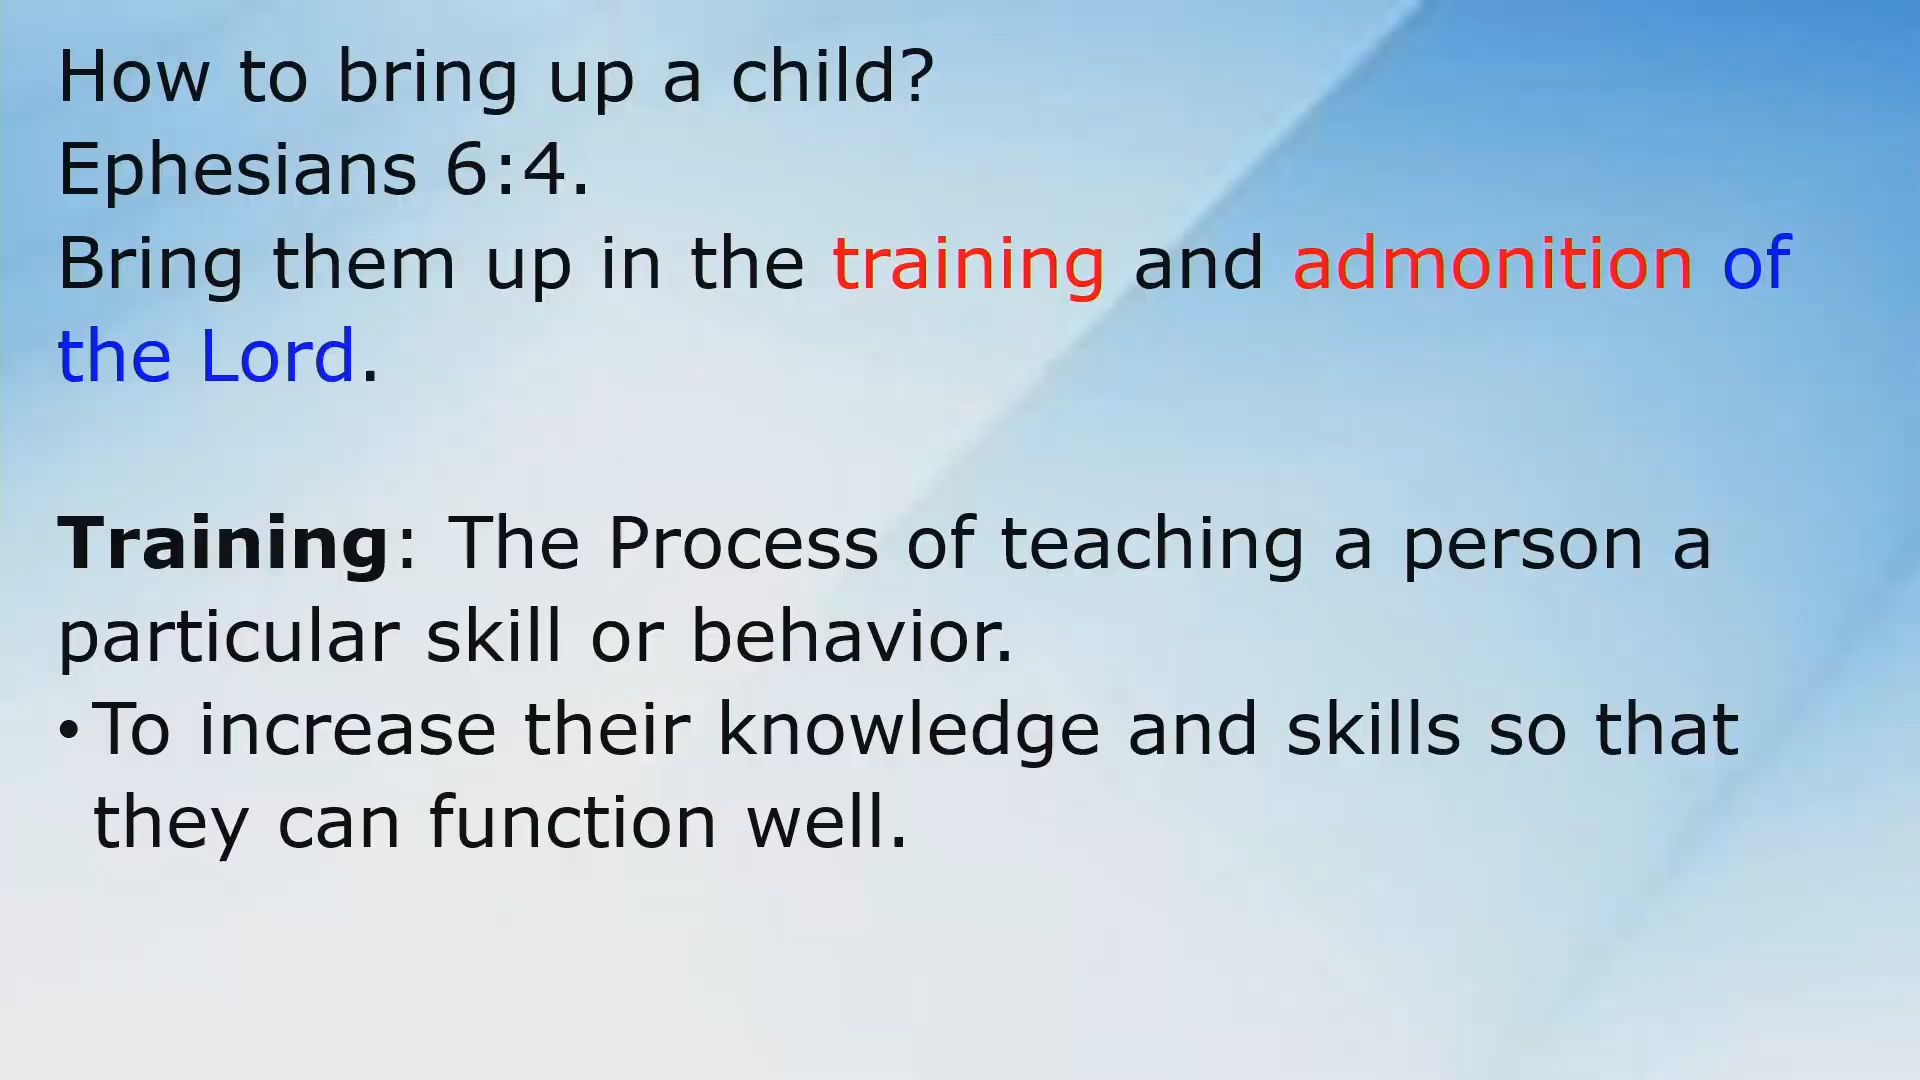 How to bring up a child?
Ephesians 6:4.
Bring them up in the training and admonition of
the Lord.
Training: The Process of teaching a person a
particular skill or behavior.
• To increase their knowledge and skills so that
they can function well.